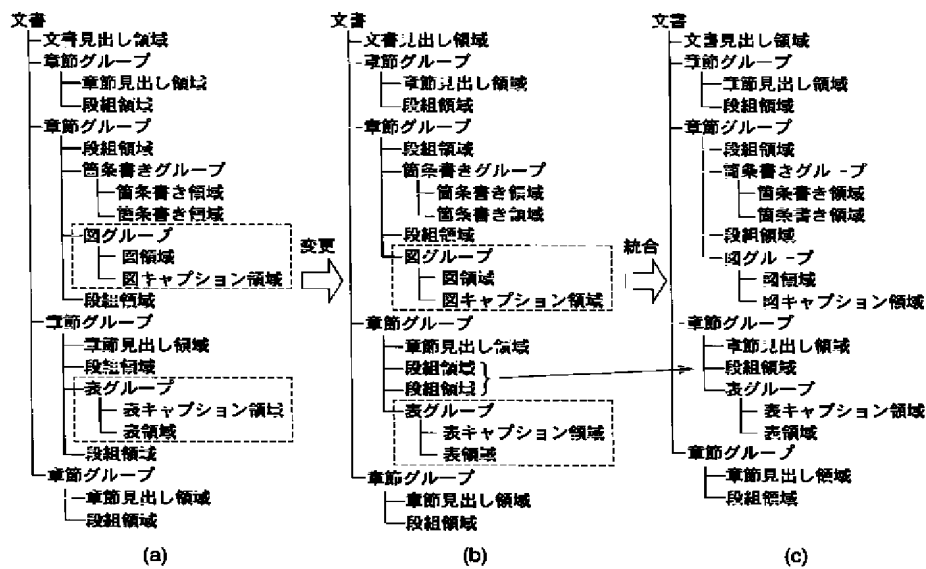 文書
文書見出し領域
章節グループ
章節見出し領域
段組領域
章節グループ
段組領域
箇条書きグループ
箇条書き領域
箇条書き領域
図グループ
図領域
図キャプション領域
段組領域
章節グループ
章節見出し領域
段組領域
表グループ
表キャプション領域
表領域
段組領域
章節グループ
章節見出し領域
段組領域
(a)
変更
文書
文書見出し領域
章節グループ
章節見出し領域
段組領域
章節グループ
段組領域
箇条書きグループ
箇条書き領域
箇条書き領域
段組領域
図グループ
図領域
図キャプション領域
章節グループ
章節見出し領域
段組領域
段組領域
表グループ
表キャプション領域
表領域
章節グループ
章節見出し領域
段組領域
(b)
統合
文書
文書見出し領域
章節グループ
章節見出し領域
段組領域
章節グループ
段組領域
箇条書きグループ
箇条書き領域
箇条書き領域
段組領域
図グループ
図領域
図キャプション領域
章節グループ
章節見出し領域
段組領域
表グループ
表キャプション領域
表領域
章節グループ
章節見出し領域
段組領域
(c)